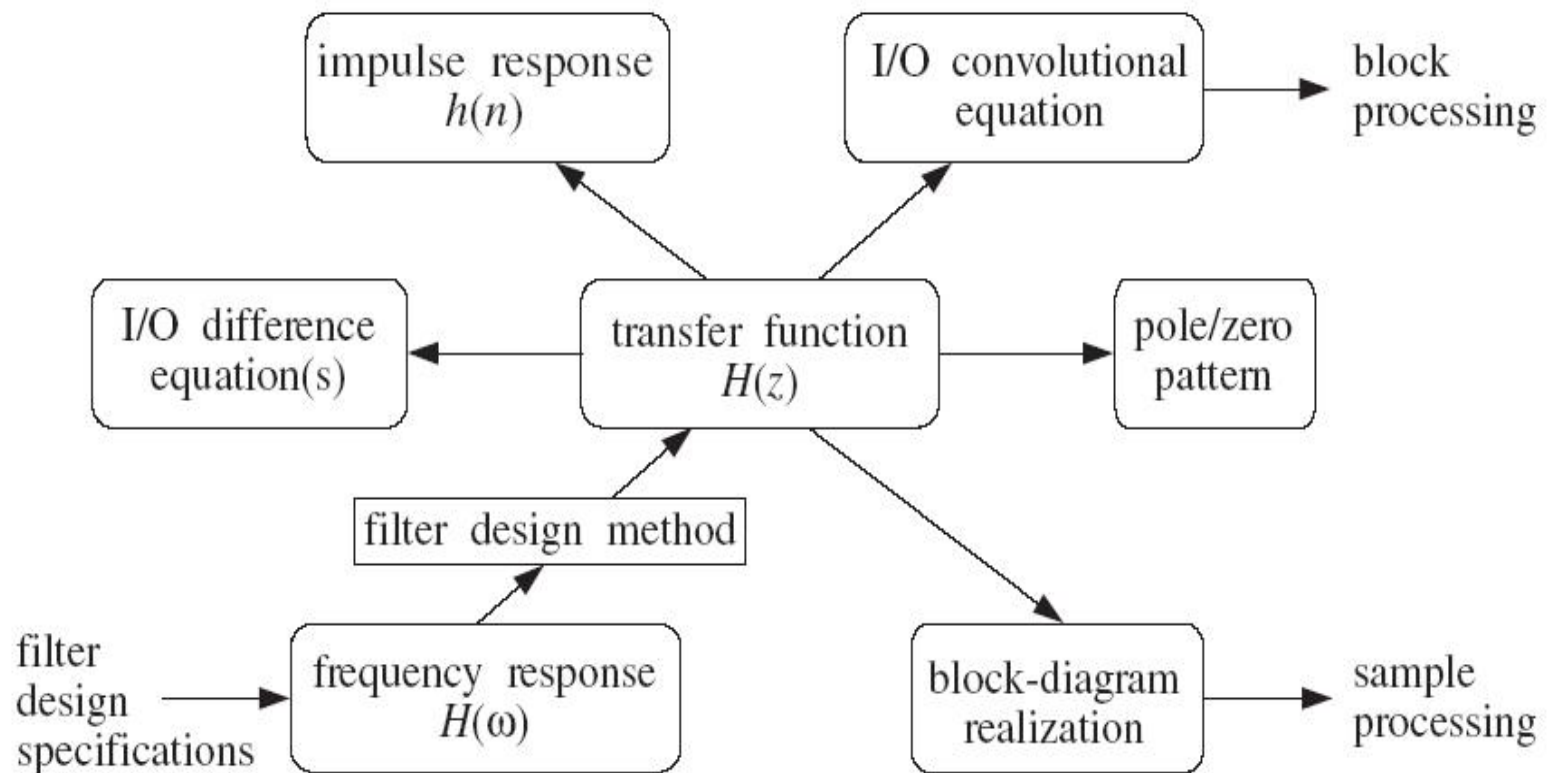 impulse response
h(n)
I/O convolutional
equation
block
processing
I/O difference
equation(s)
transfer function
H(z)
pole/zero
pattern
filter design method
filter
design
specifications
frequency response
H(ω)
block-diagram
realization
sample
processing